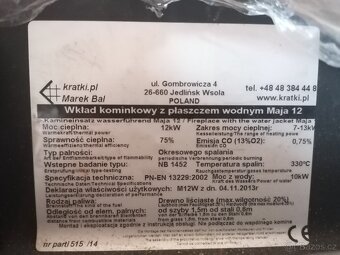 kratki.pl
Marek Bal
ul. Gombrowicza 4
26-660 Jedlińsk Wsola
POLAND
tel. +48 48 384 44 8
www.kratki.pl
Wkład kominkowy z płaszczem wodnym Maja 12
Kamineinsatz wasserführend Maja 12 / Fireplace with the water jacket Maja
Moc cieplna: 12kW Zakres mocy cieplnej: 7-13kW
Sprawność cieplna: 75% Emisja CO (13%O2): 0,75%
Typ palności: Okresowego spalania
Wstępne badanie typu: NB 1452 Temperatura spalin: 330°C
Specyfikacja techniczna: PN-EN 13229:2002 Moc z wody: 10kW
Deklaracja własności użytkowych: M12W z dn. 04.11.2013r
Rodzaj paliwa: Drewno liściaste (max.wilgotność 20%)
Odległość od elem. palnych: od szyby 1,5m od stali 0,6m
nr partii 515 /14
CE